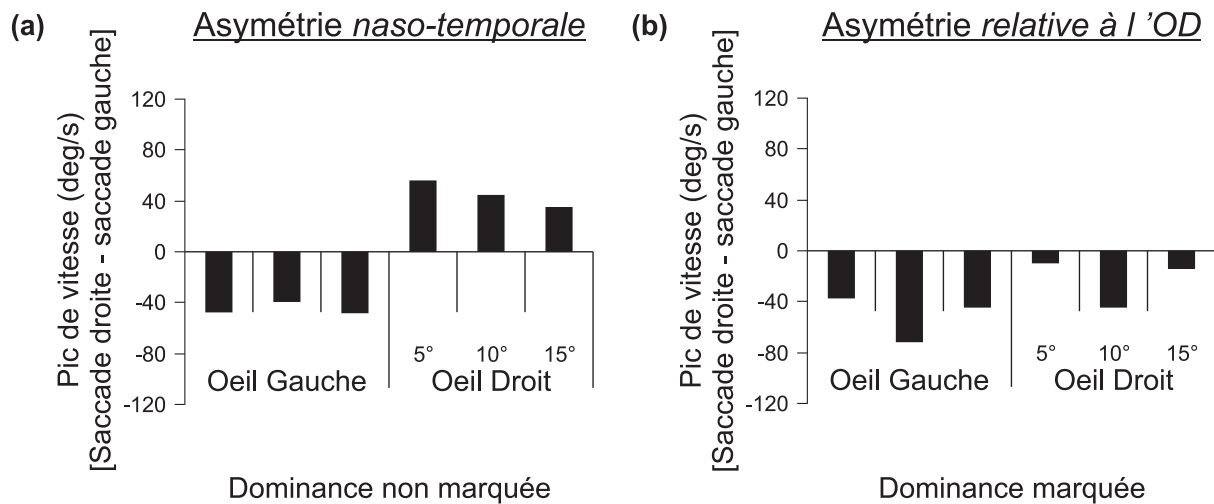 (a) Asymétrie naso-temporale
Pic de vitesse (deg/s)
[Saccade droite - saccade gauche]
120
80
40
0
-40
-80
-120
5° 10° 15°
Oeil Gauche Oeil Droit
Dominance non marquée
(b) Asymétrie relative à l 'OD
Pic de vitesse (deg/s)
[Saccade droite - saccade gauche]
120
80
40
0
-40
-80
-120
5° 10° 15°
Oeil Gauche Oeil Droit
Dominance marquée